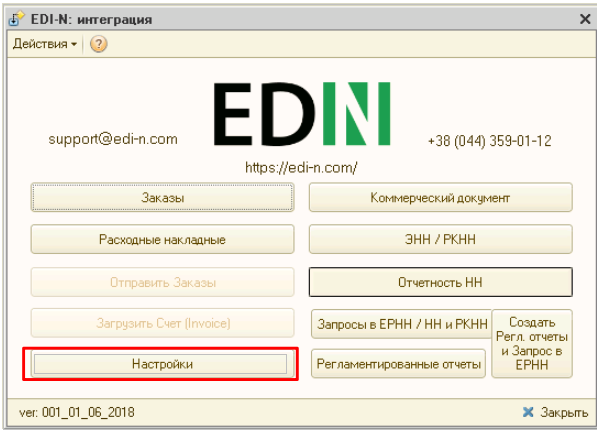 EDI-N: интеграция
Действия
?
EDIN
support@edi-n.com
+38 (044) 359-01-12
https://edi-n.com/
Заказы
Коммерческий документ
Расходные накладные
ЭНН / РКНН
Отправить Заказы
Отчетность НН
Загрузить Счет (Invoice)
Запросы в ЕРНН / НН и РКНН
Создать
Регл. отчеты
и Запрос в
ЕРНН
Настройки
Регламентированные отчеты
ver: 001_01_06_2018
Закрыть